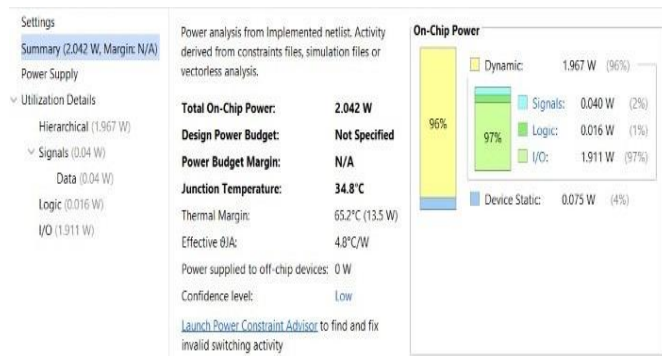 Settings
Summary (2.042 W, Margin: N/A)
Power Supply
Utilization Details
Hierarchical (1.967 W)
Signals (0.04 W)
Data (0.04 W)
Logic (0.016 W)
I/O (1.911 W)
Power analysis from Implemented netlist. Activity
derived from constraints files, simulation files or
vectorless analysis.
Total On-Chip Power: 2.042 W
Design Power Budget: Not Specified
Power Budget Margin: N/A
Junction Temperature: 34.8°C
Thermal Margin: 65.2°C (13.5 W)
Effective ϑJA: 4.8°C/W
Power supplied to off-chip devices: 0 W
Confidence level: Low
Launch Power Constraint Advisor to find and fix
invalid switching activity
On-Chip Power
Dynamic: 1.967 W (96%)
96%
97%
Signals: 0.040 W (2%)
Logic: 0.016 W (1%)
I/O: 1.911 W (97%)
Device Static: 0.075 W (4%)